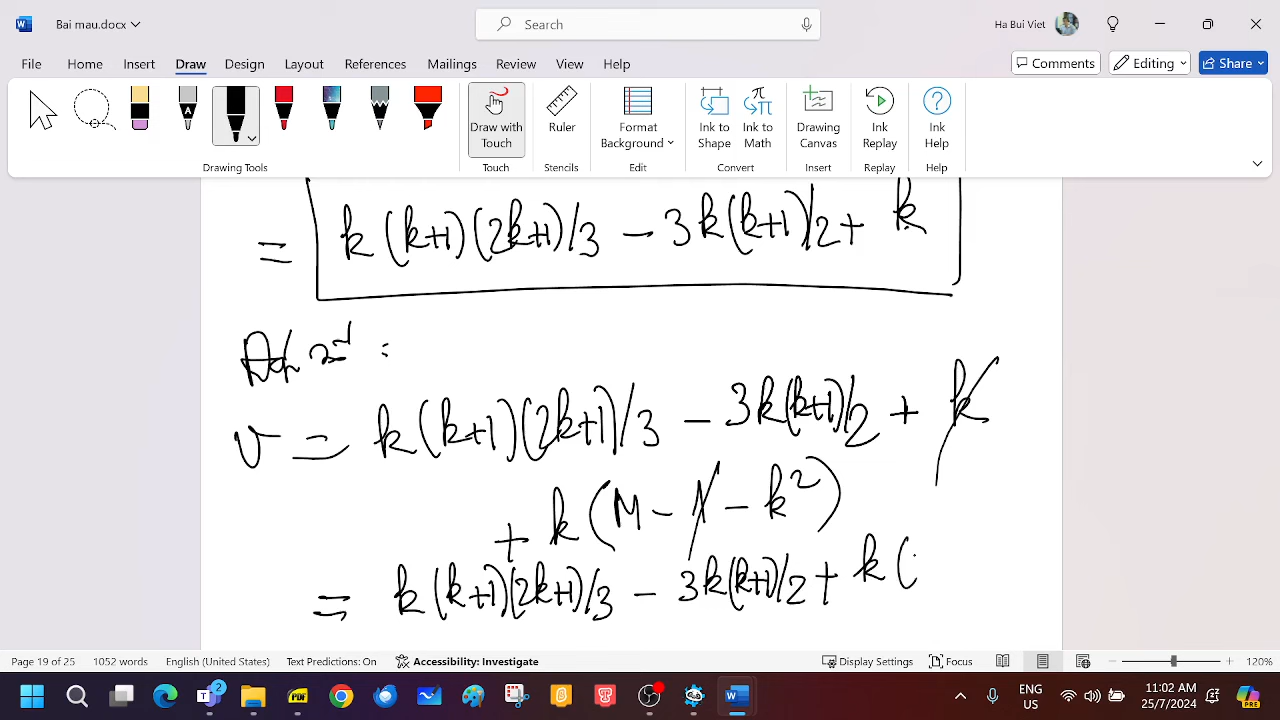 Bai mau.docx
Search
Ha Bui Viet
File Home Insert Draw Design Layout References Mailings Review View Help
Comments Editing Share
Draw with Touch
Ruler
Format Background
Ink to Shape
Ink to Math
Drawing Canvas
Ink Replay
Ink Help
Drawing Tools Touch Stencils Edit Convert Insert Replay Help
= k(k+1)(2k+1)/3 - 3k(k+1)/2 + k
v = k(k+1)(2k+1)/3 - 3k(k+1)/2 + k
+ k(M - 1 - k²)
= k(k+1)(2k+1)/3 - 3k(k+1)/2 + k(
Page 19 of 25 1052 words English (United States) Text Predictions: On Accessibility: Investigate Display Settings Focus 120%
ENG US
11:02 AM
25/7/2024